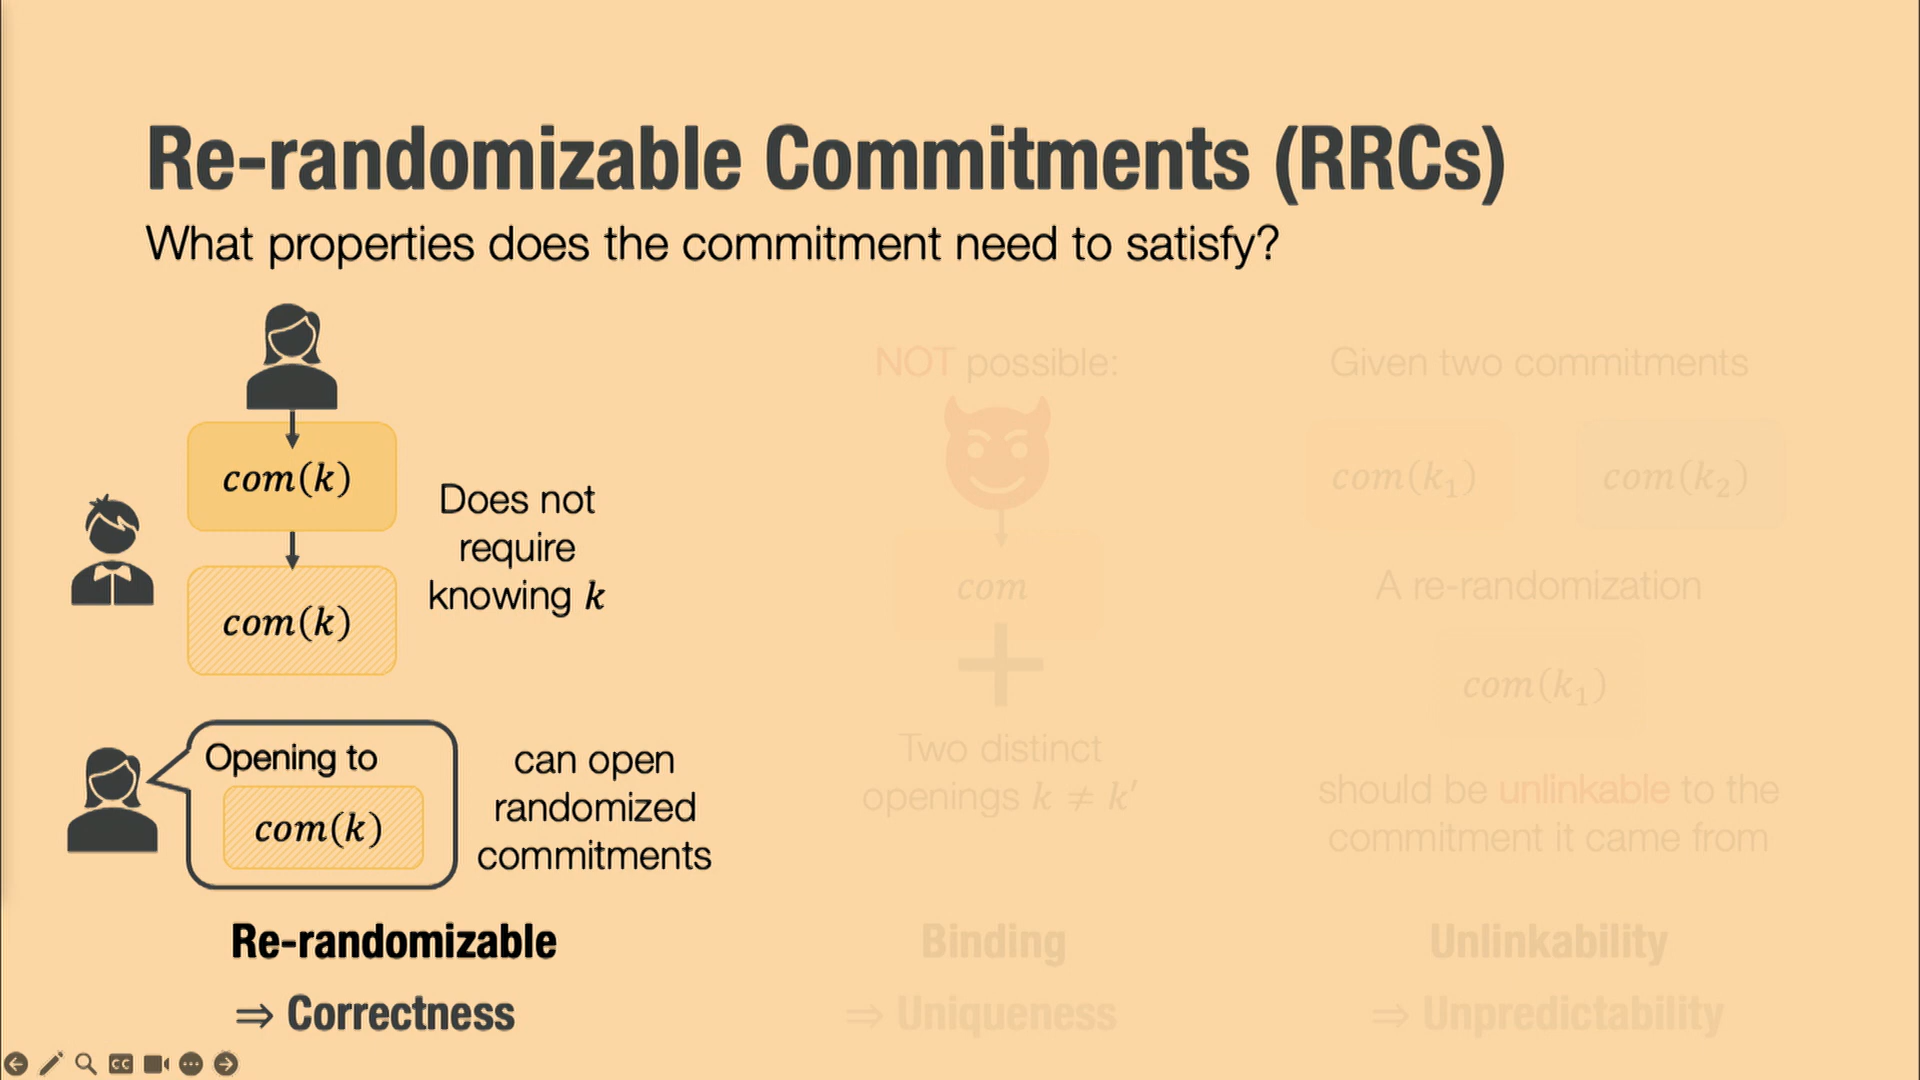 Re-randomizable Commitments (RRCs)
What properties does the commitment need to satisfy?
com(k)
com(k)
Does not
require
knowing k
Opening to
com(k)
can open
randomized
commitments
Re-randomizable
⇒ Correctness
NOT possible:
com
Two distinct
openings k ≠ k′
Binding
⇒ Uniqueness
Given two commitments
com(k₁)
com(k₂)
A re-randomization
com(k₁)
should be unlinkable to the
commitment it came from
Unlinkability
⇒ Unpredictability
CC